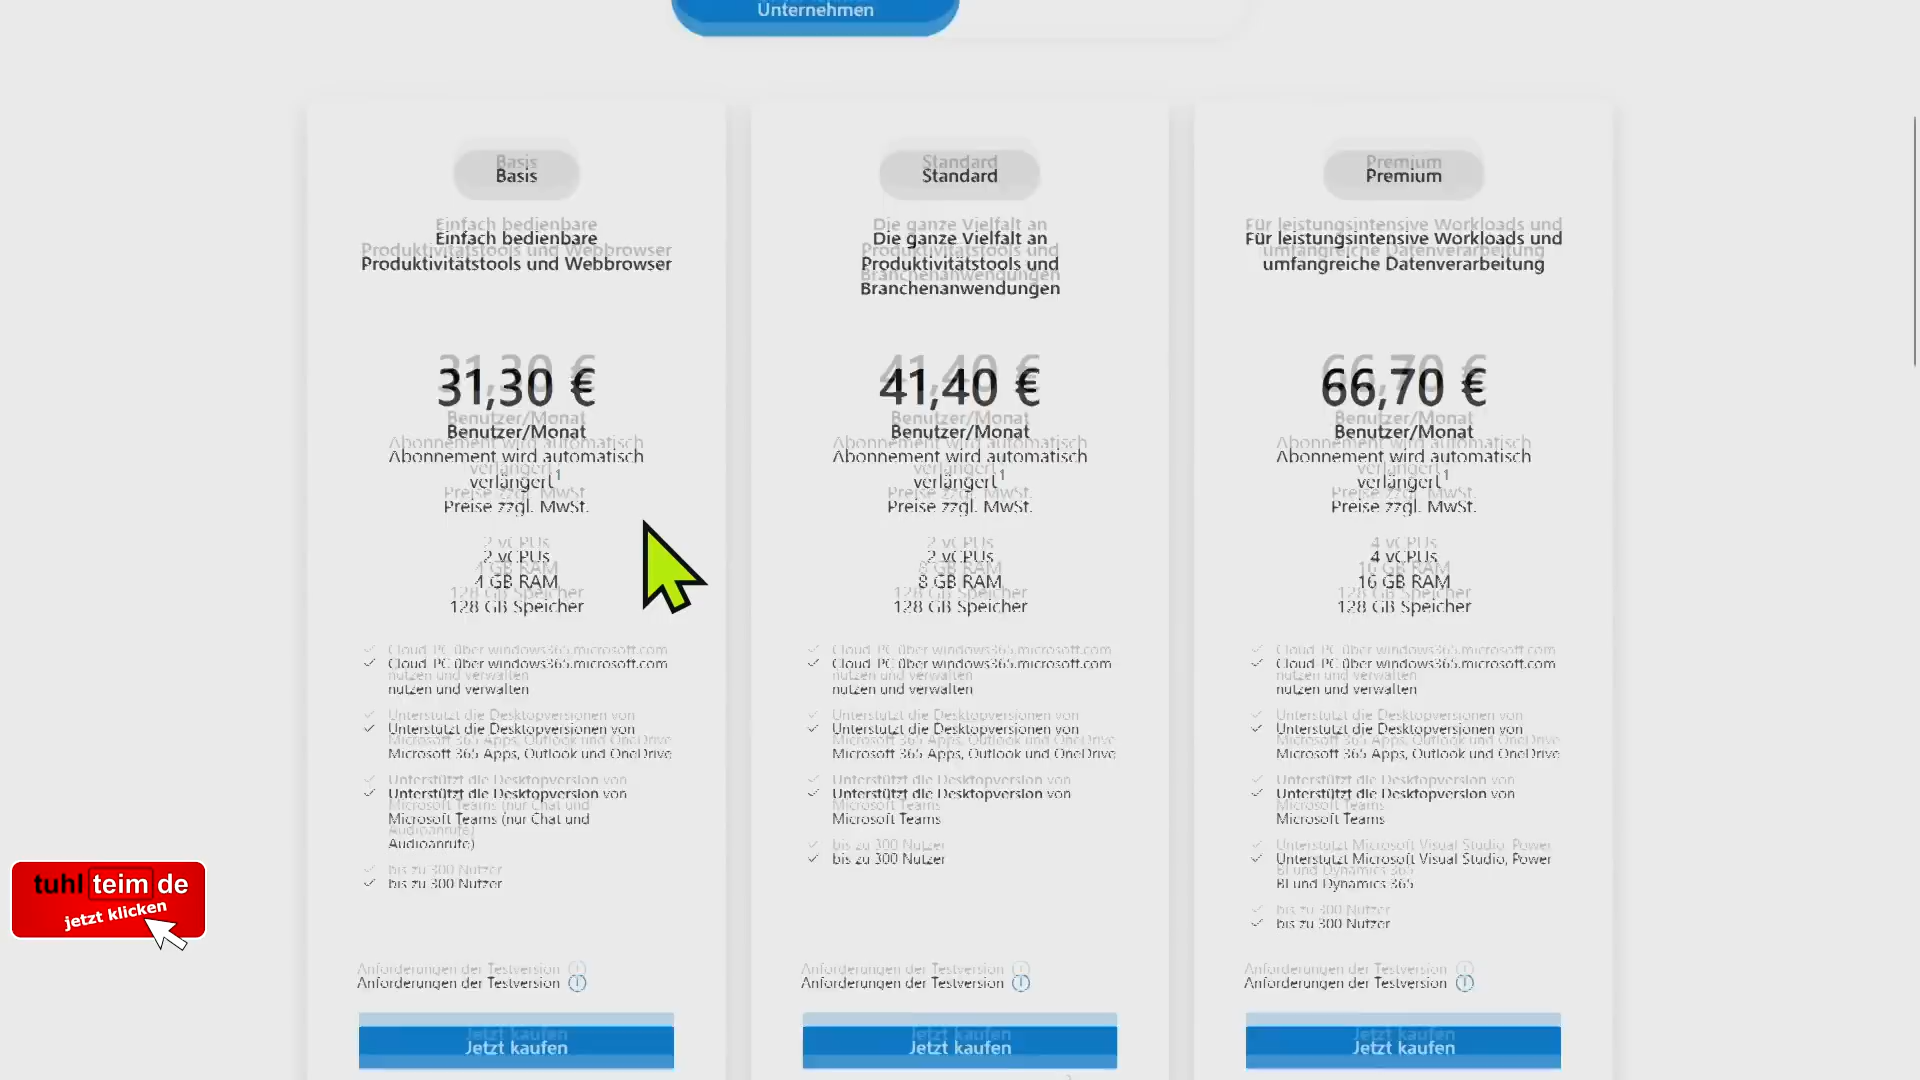 Unternehmen
Basis
Einfach bedienbare
Produktivitätstools und Webbrowser
31,30 €
Benutzer/Monat
Abonnement wird automatisch
verlängert¹
Preise zzgl. MwSt.
2 vCPUs
4 GB RAM
128 GB Speicher
Cloud-PC über windows365.microsoft.com
nutzen und verwalten
Unterstützt die Desktopversionen von
Microsoft 365 Apps, Outlook und OneDrive
Unterstützt die Desktopversion von
Microsoft Teams (nur Chat und
Audioanrufe)
bis zu 300 Nutzer
Anforderungen der Testversion
Jetzt kaufen
Standard
Die ganze Vielfalt an
Produktivitätstools und
Branchenanwendungen
41,40 €
Benutzer/Monat
Abonnement wird automatisch
verlängert¹
Preise zzgl. MwSt.
2 vCPUs
8 GB RAM
128 GB Speicher
Cloud-PC über windows365.microsoft.com
nutzen und verwalten
Unterstützt die Desktopversionen von
Microsoft 365 Apps, Outlook und OneDrive
Unterstützt die Desktopversion von
Microsoft Teams
bis zu 300 Nutzer
Anforderungen der Testversion
Jetzt kaufen
Premium
Für leistungsintensive Workloads und
umfangreiche Datenverarbeitung
66,70 €
Benutzer/Monat
Abonnement wird automatisch
verlängert¹
Preise zzgl. MwSt.
4 vCPUs
16 GB RAM
128 GB Speicher
Cloud-PC über windows365.microsoft.com
nutzen und verwalten
Unterstützt die Desktopversionen von
Microsoft 365 Apps, Outlook und OneDrive
Unterstützt die Desktopversion von
Microsoft Teams
Unterstützt Microsoft Visual Studio, Power
BI und Dynamics 365
bis zu 300 Nutzer
Anforderungen der Testversion
Jetzt kaufen
tuhl teim de
jetzt klicken